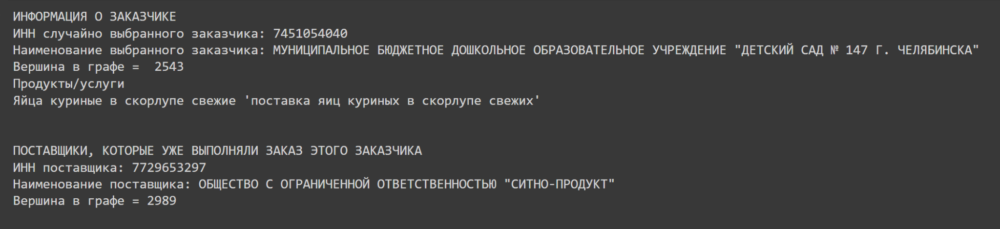 ИНФОРМАЦИЯ О ЗАКАЗЧИКЕ
ИНН случайно выбранного заказчика: 7451054040
Наименование выбранного заказчика: МУНИЦИПАЛЬНОЕ БЮДЖЕТНОЕ ДОШКОЛЬНОЕ ОБРАЗОВАТЕЛЬНОЕ УЧРЕЖДЕНИЕ "ДЕТСКИЙ САД № 147 Г. ЧЕЛЯБИНСКА"
Вершина в графе =  2543
Продукты/услуги
Яйца куриные в скорлупе свежие 'поставка яиц куриных в скорлупе свежих'
ПОСТАВЩИКИ, КОТОРЫЕ УЖЕ ВЫПОЛНЯЛИ ЗАКАЗ ЭТОГО ЗАКАЗЧИКА
ИНН поставщика: 7729653297
Наименование поставщика: ОБЩЕСТВО С ОГРАНИЧЕННОЙ ОТВЕТСТВЕННОСТЬЮ "СИТНО-ПРОДУКТ"
Вершина в графе = 2989